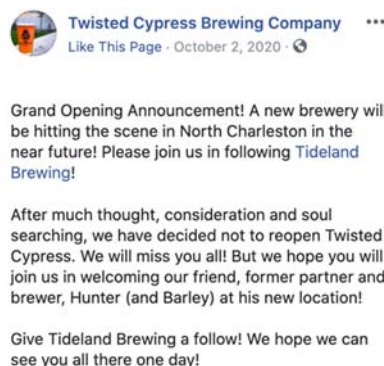 Twisted Cypress Brewing Company
Like This Page · October 2, 2020 ·
Grand Opening Announcement! A new brewery will
be hitting the scene in North Charleston in the
near future! Please join us in following Tideland
Brewing!
After much thought, consideration and soul
searching, we have decided not to reopen Twisted
Cypress. We will miss you all! But we hope you will
join us in welcoming our friend, former partner and
brewer, Hunter (and Barley) at his new location!
Give Tideland Brewing a follow! We hope we can
see you all there one day!